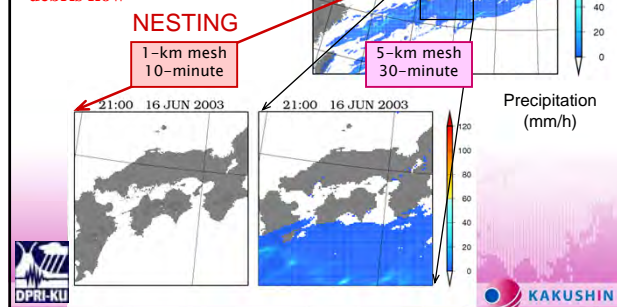 NESTING
1-km mesh
10-minute
5-km mesh
30-minute
40
20
0
21:00 16 JUN 2003
21:00 16 JUN 2003
Precipitation
(mm/h)
120
100
80
60
40
20
0
DPRI-KU
KAKUSHIN